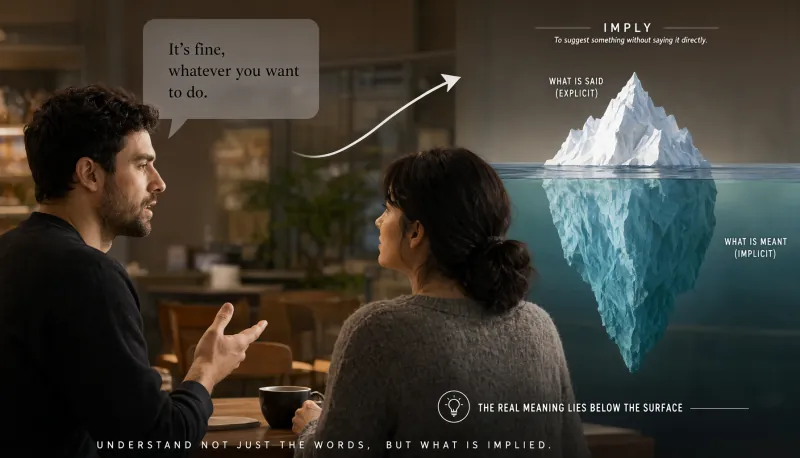 It's fine,
whatever you want
to do.
IMPLY
To suggest something without saying it directly.
WHAT IS SAID
(EXPLICIT)
WHAT IS MEANT
(IMPLICIT)
THE REAL MEANING LIES BELOW THE SURFACE
UNDERSTAND NOT JUST THE WORDS, BUT WHAT IS IMPLIED.